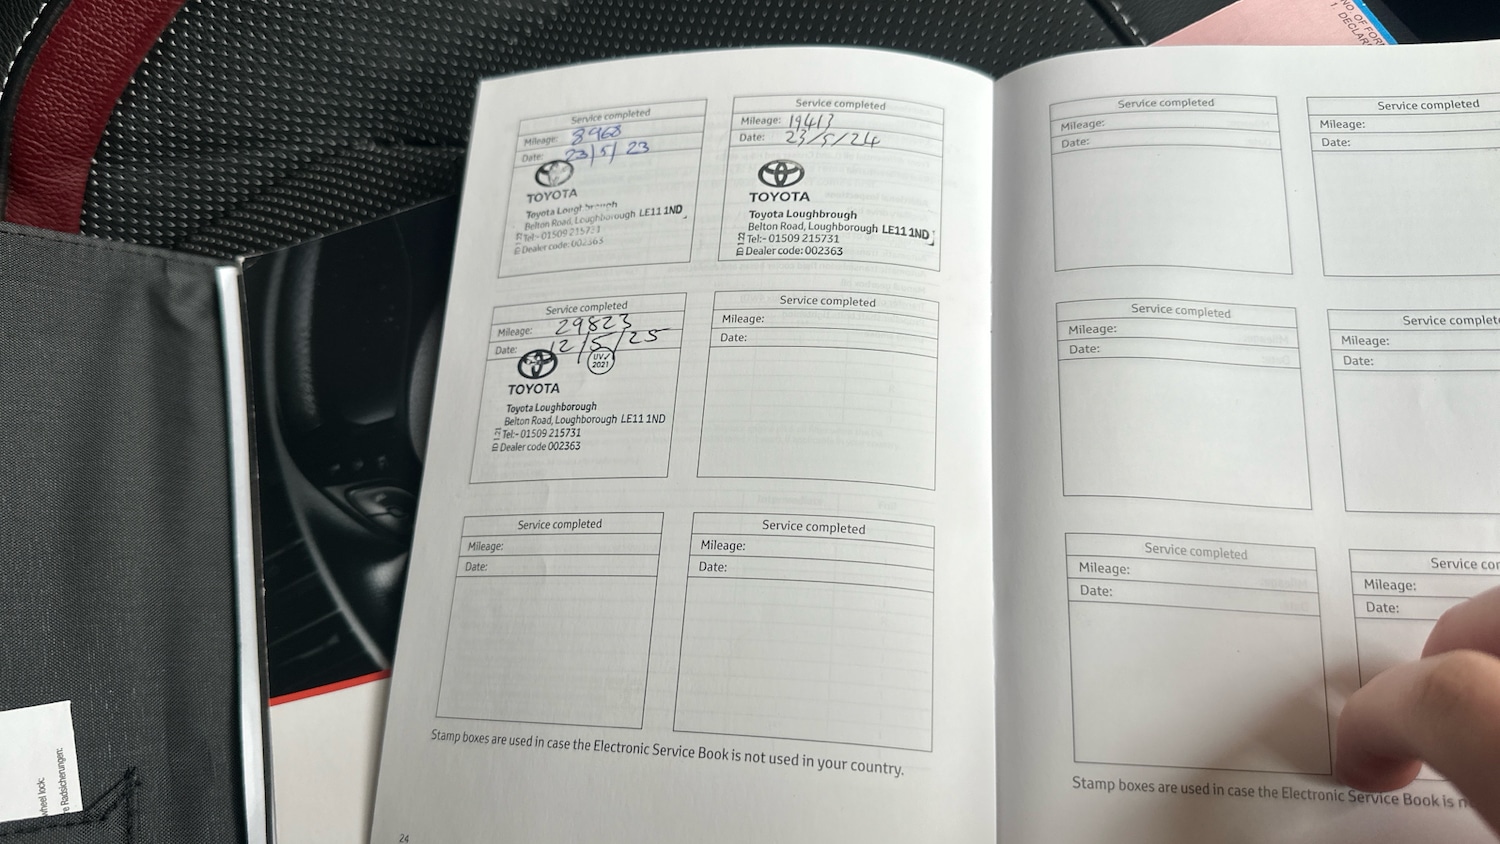 NO. OF FOR
1. DECLAR
Service completed
Mileage: 8968
Date: 23/5/23
TOYOTA
Toyota Loughbrough
Belton Road, Loughborough LE11 1ND
Tel:- 01509 215731
Dealer code: 002363
Service completed
Mileage: 19413
Date: 23/5/24
TOYOTA
Toyota Loughbrough
Belton Road, Loughborough LE11 1ND
Tel:- 01509 215731
Dealer code: 002363
Service completed
Mileage: 29823
Date: 12/5/25
UV✓
2021
TOYOTA
Toyota Loughborough
Belton Road, Loughborough LE11 1ND
Tel:- 01509 215731
Dealer code 002363
Service completed
Mileage:
Date:
Service completed
Mileage:
Date:
Service completed
Mileage:
Date:
Stamp boxes are used in case the Electronic Service Book is not used in your country.
24
Service completed
Mileage:
Date:
Service completed
Mileage:
Date:
Service completed
Mileage:
Date:
Service complete
Mileage:
Date:
Service completed
Mileage:
Date:
Service cor
Mileage:
Date:
Stamp boxes are used in case the Electronic Service Book is n
wheel lock:
e Radsicherungen: